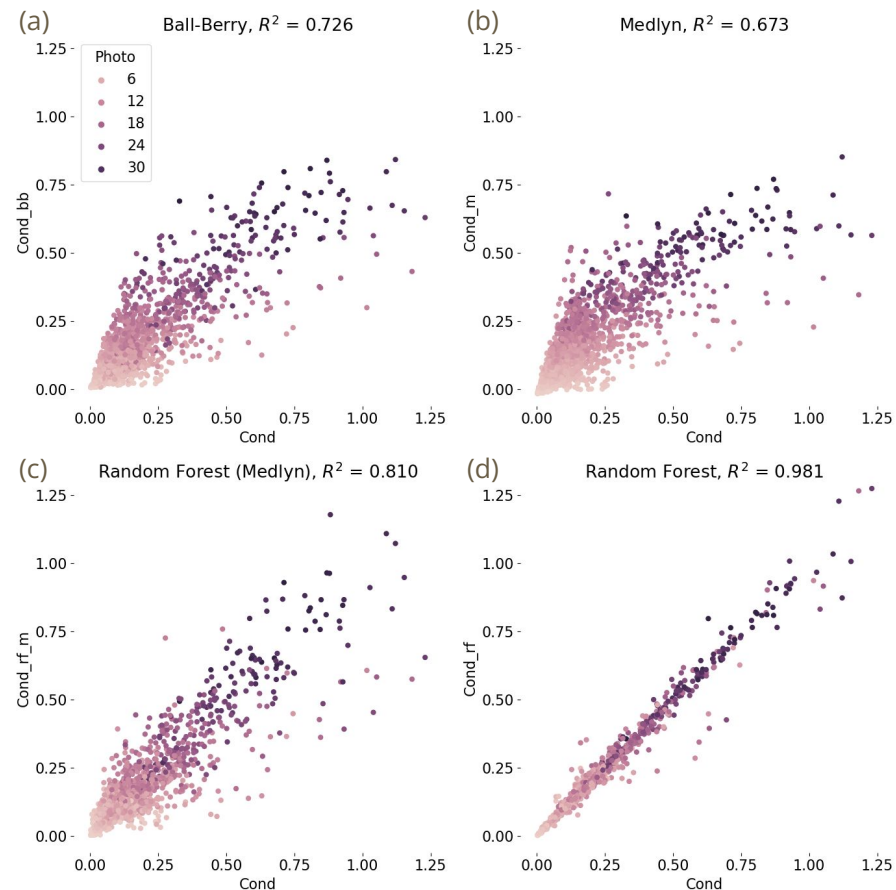 (a)
Ball-Berry, R² = 0.726
Photo
6
12
18
24
30
1.25
1.00
0.75
0.50
0.25
0.00
Cond_bb
0.00 0.25 0.50 0.75 1.00 1.25
Cond
(b)
Medlyn, R² = 0.673
1.25
1.00
0.75
0.50
0.25
0.00
Cond_m
0.00 0.25 0.50 0.75 1.00 1.25
Cond
(c)
Random Forest (Medlyn), R² = 0.810
1.25
1.00
0.75
0.50
0.25
0.00
Cond_rf_m
0.00 0.25 0.50 0.75 1.00 1.25
Cond
(d)
Random Forest, R² = 0.981
1.25
1.00
0.75
0.50
0.25
0.00
Cond_rf
0.00 0.25 0.50 0.75 1.00 1.25
Cond